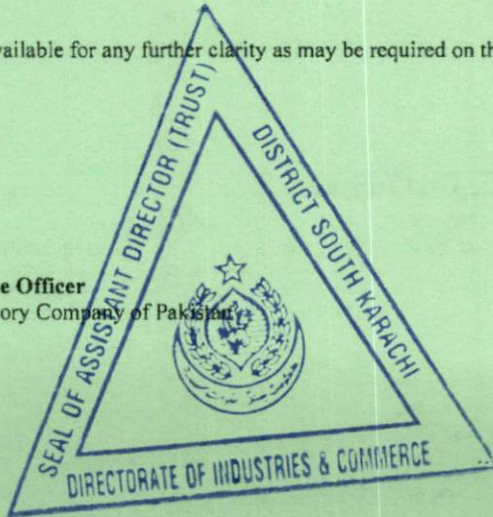 vailable for any further clarity as may be required on th
e Officer
ory Company of Pakistan
SEAL OF ASSISTANT DIRECTOR (TRUST)
DISTRICT SOUTH KARACHI
DIRECTORATE OF INDUSTRIES & COMMERCE